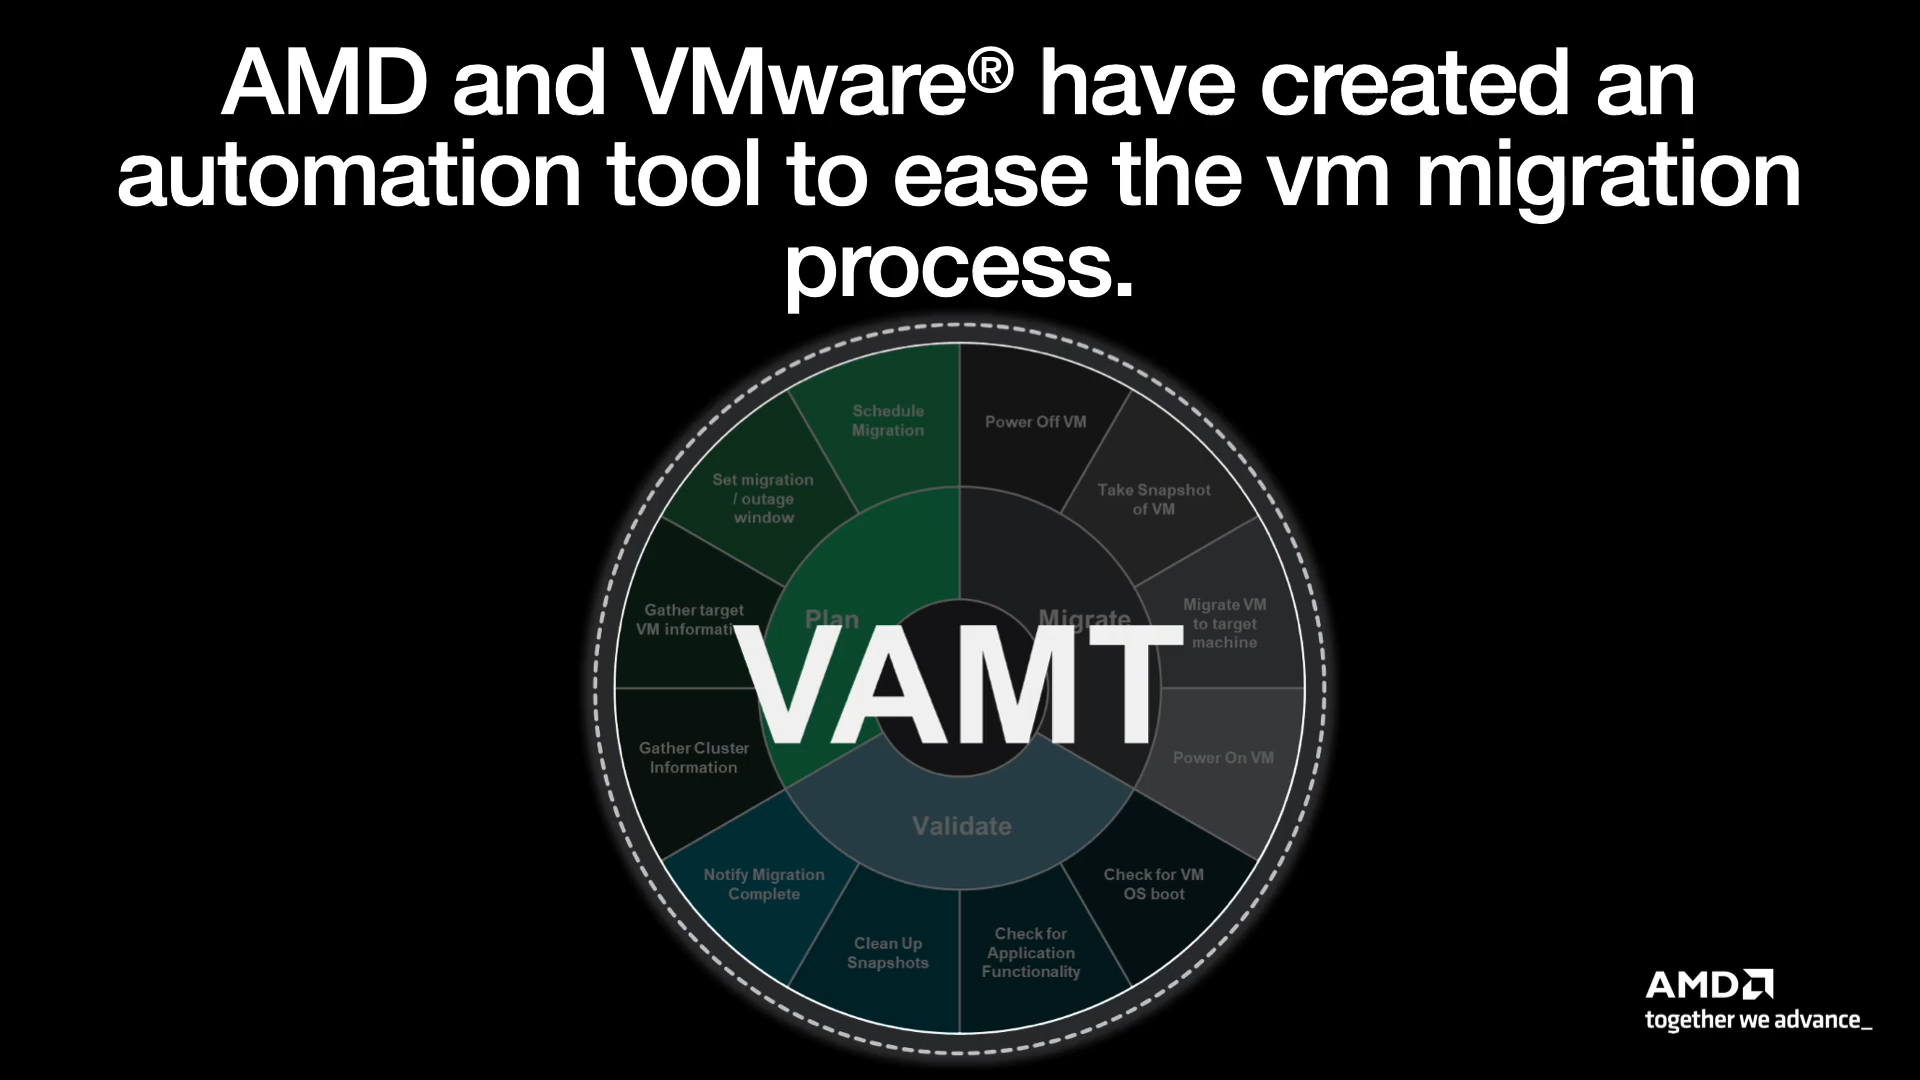 AMD and VMware® have created an
automation tool to ease the vm migration
process.
Schedule
Migration
Power Off VM
Set migration
/ outage
window
Take Snapshot
of VM
Gather target
VM informati
Plan
Migrate
Migrate VM
to target
machine
VAMT
Gather Cluster
Information
Power On VM
Validate
Notify Migration
Complete
Check for VM
OS boot
Clean Up
Snapshots
Check for
Application
Functionality
AMD
together we advance_